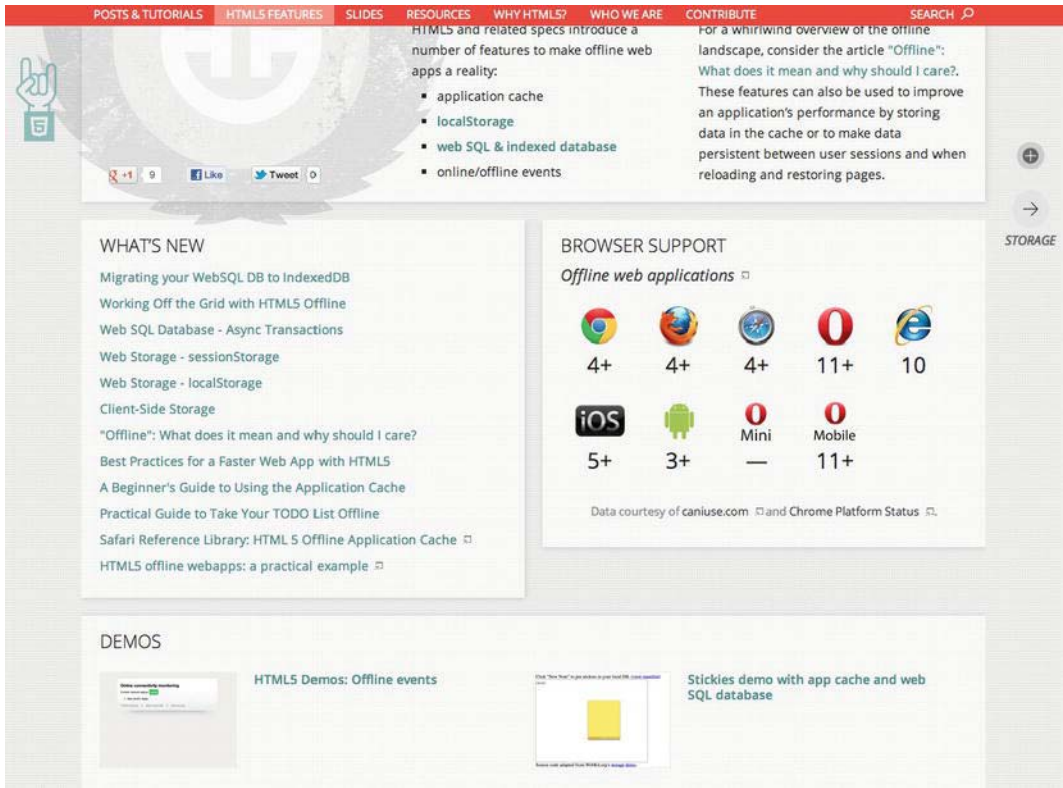 POSTS & TUTORIALS HTML5 FEATURES SLIDES RESOURCES WHY HTML5? WHO WE ARE CONTRIBUTE SEARCH
HTML5 and related specs introduce a
number of features to make offline web
apps a reality:
▪ application cache
▪ localStorage
▪ web SQL & indexed database
▪ online/offline events
For a whirlwind overview of the offline
landscape, consider the article "Offline":
What does it mean and why should I care?.
These features can also be used to improve
an application's performance by storing
data in the cache or to make data
persistent between user sessions and when
reloading and restoring pages.
5
g +1 9 Like Tweet 0
STORAGE
WHAT'S NEW
Migrating your WebSQL DB to IndexedDB
Working Off the Grid with HTML5 Offline
Web SQL Database - Async Transactions
Web Storage - sessionStorage
Web Storage - localStorage
Client-Side Storage
"Offline": What does it mean and why should I care?
Best Practices for a Faster Web App with HTML5
A Beginner's Guide to Using the Application Cache
Practical Guide to Take Your TODO List Offline
Safari Reference Library: HTML 5 Offline Application Cache
HTML5 offline webapps: a practical example
BROWSER SUPPORT
Offline web applications
4+ 4+ 4+ 11+ 10
iOS Mini Mobile
5+ 3+ — 11+
Data courtesy of caniuse.com and Chrome Platform Status .
DEMOS
Online connectivity monitoring
HTML5 Demos: Offline events
Stickies demo with app cache and web
SQL database